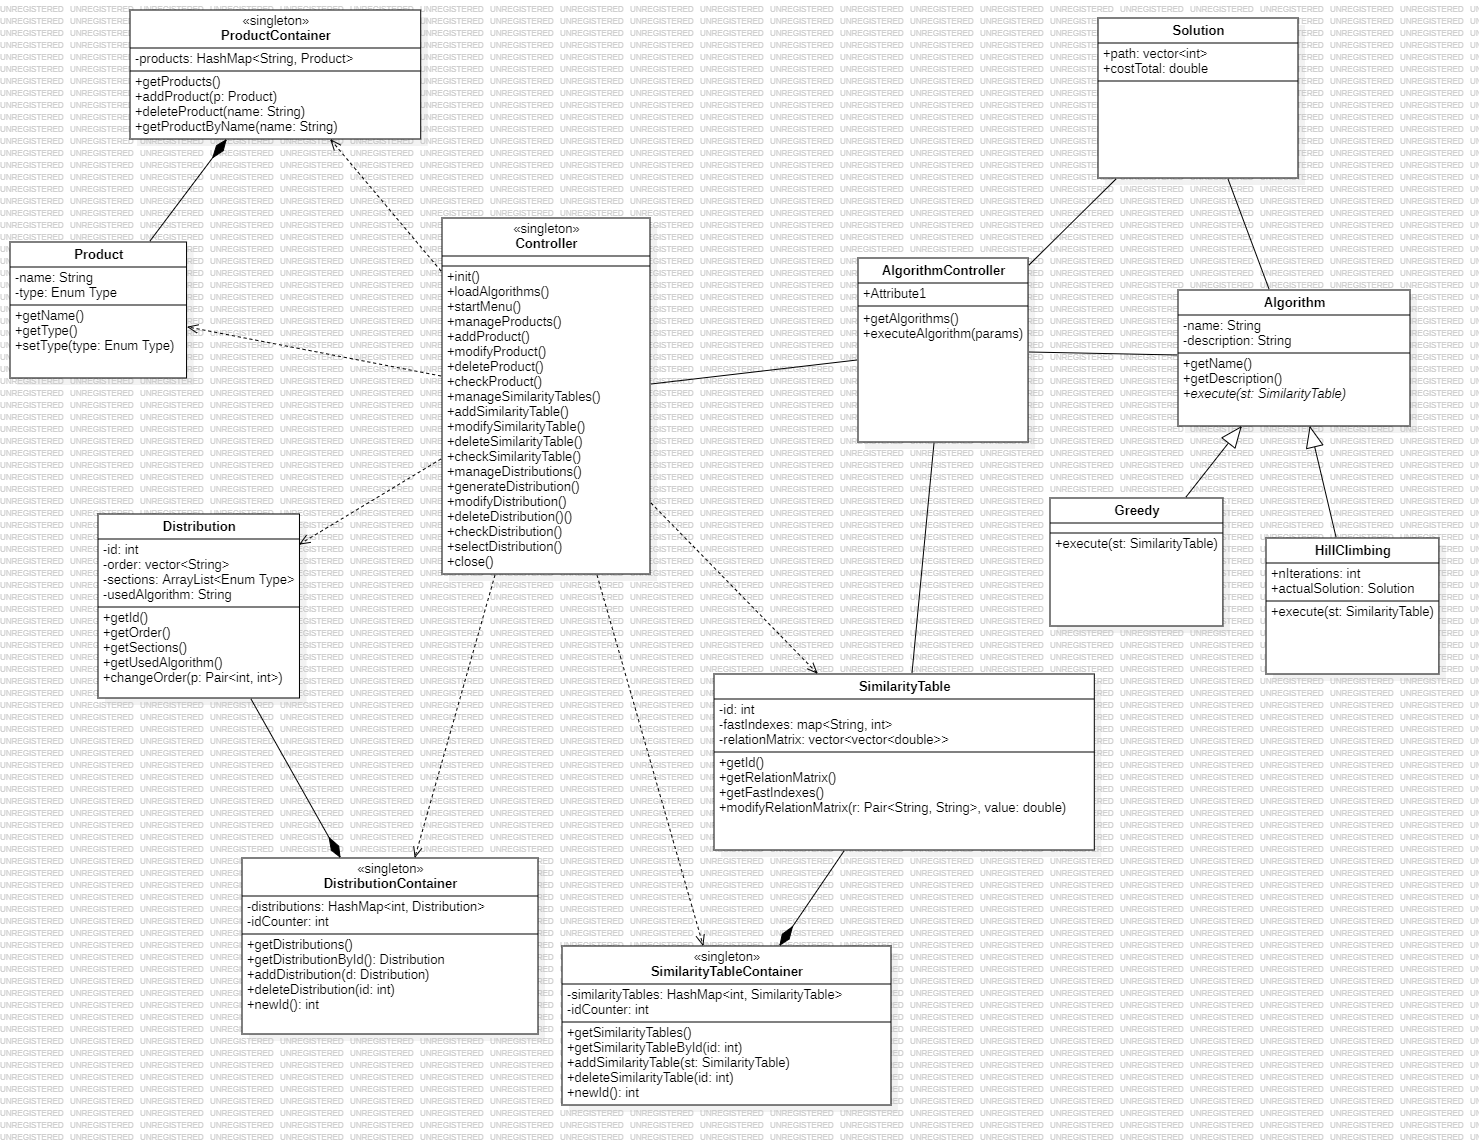 «singleton»
ProductContainer
-products: HashMap<String, Product>
+getProducts()
+addProduct(p: Product)
+deleteProduct(name: String)
+getProductByName(name: String)
Solution
+path: vector<int>
+costTotal: double
Product
-name: String
-type: Enum Type
+getName()
+getType()
+setType(type: Enum Type)
«singleton»
Controller
+init()
+loadAlgorithms()
+startMenu()
+manageProducts()
+addProduct()
+modifyProduct()
+deleteProduct()
+checkProduct()
+manageSimilarityTables()
+addSimilarityTable()
+modifySimilarityTable()
+deleteSimilarityTable()
+checkSimilarityTable()
+manageDistributions()
+generateDistribution()
+modifyDistribution()
+deleteDistribution()()
+checkDistribution()
+selectDistribution()
+close()
AlgorithmController
+Attribute1
+getAlgorithms()
+executeAlgorithm(params)
Algorithm
-name: String
-description: String
+getName()
+getDescription()
+execute(st: SimilarityTable)
Greedy
+execute(st: SimilarityTable)
HillClimbing
+nIterations: int
+actualSolution: Solution
+execute(st: SimilarityTable)
Distribution
-id: int
-order: vector<String>
-sections: ArrayList<Enum Type>
-usedAlgorithm: String
+getId()
+getOrder()
+getSections()
+getUsedAlgorithm()
+changeOrder(p: Pair<int, int>)
SimilarityTable
-id: int
-fastIndexes: map<String, int>
-relationMatrix: vector<vector<double>>
+getId()
+getRelationMatrix()
+getFastIndexes()
+modifyRelationMatrix(r: Pair<String, String>, value: double)
«singleton»
DistributionContainer
-distributions: HashMap<int, Distribution>
-idCounter: int
+getDistributions()
+getDistributionById(): Distribution
+addDistribution(d: Distribution)
+deleteDistribution(id: int)
+newId(): int
«singleton»
SimilarityTableContainer
-similarityTables: HashMap<int, SimilarityTable>
-idCounter: int
+getSimilarityTables()
+getSimilarityTableById(id: int)
+addSimilarityTable(st: SimilarityTable)
+deleteSimilarityTable(id: int)
+newId(): int
UNREGISTERED